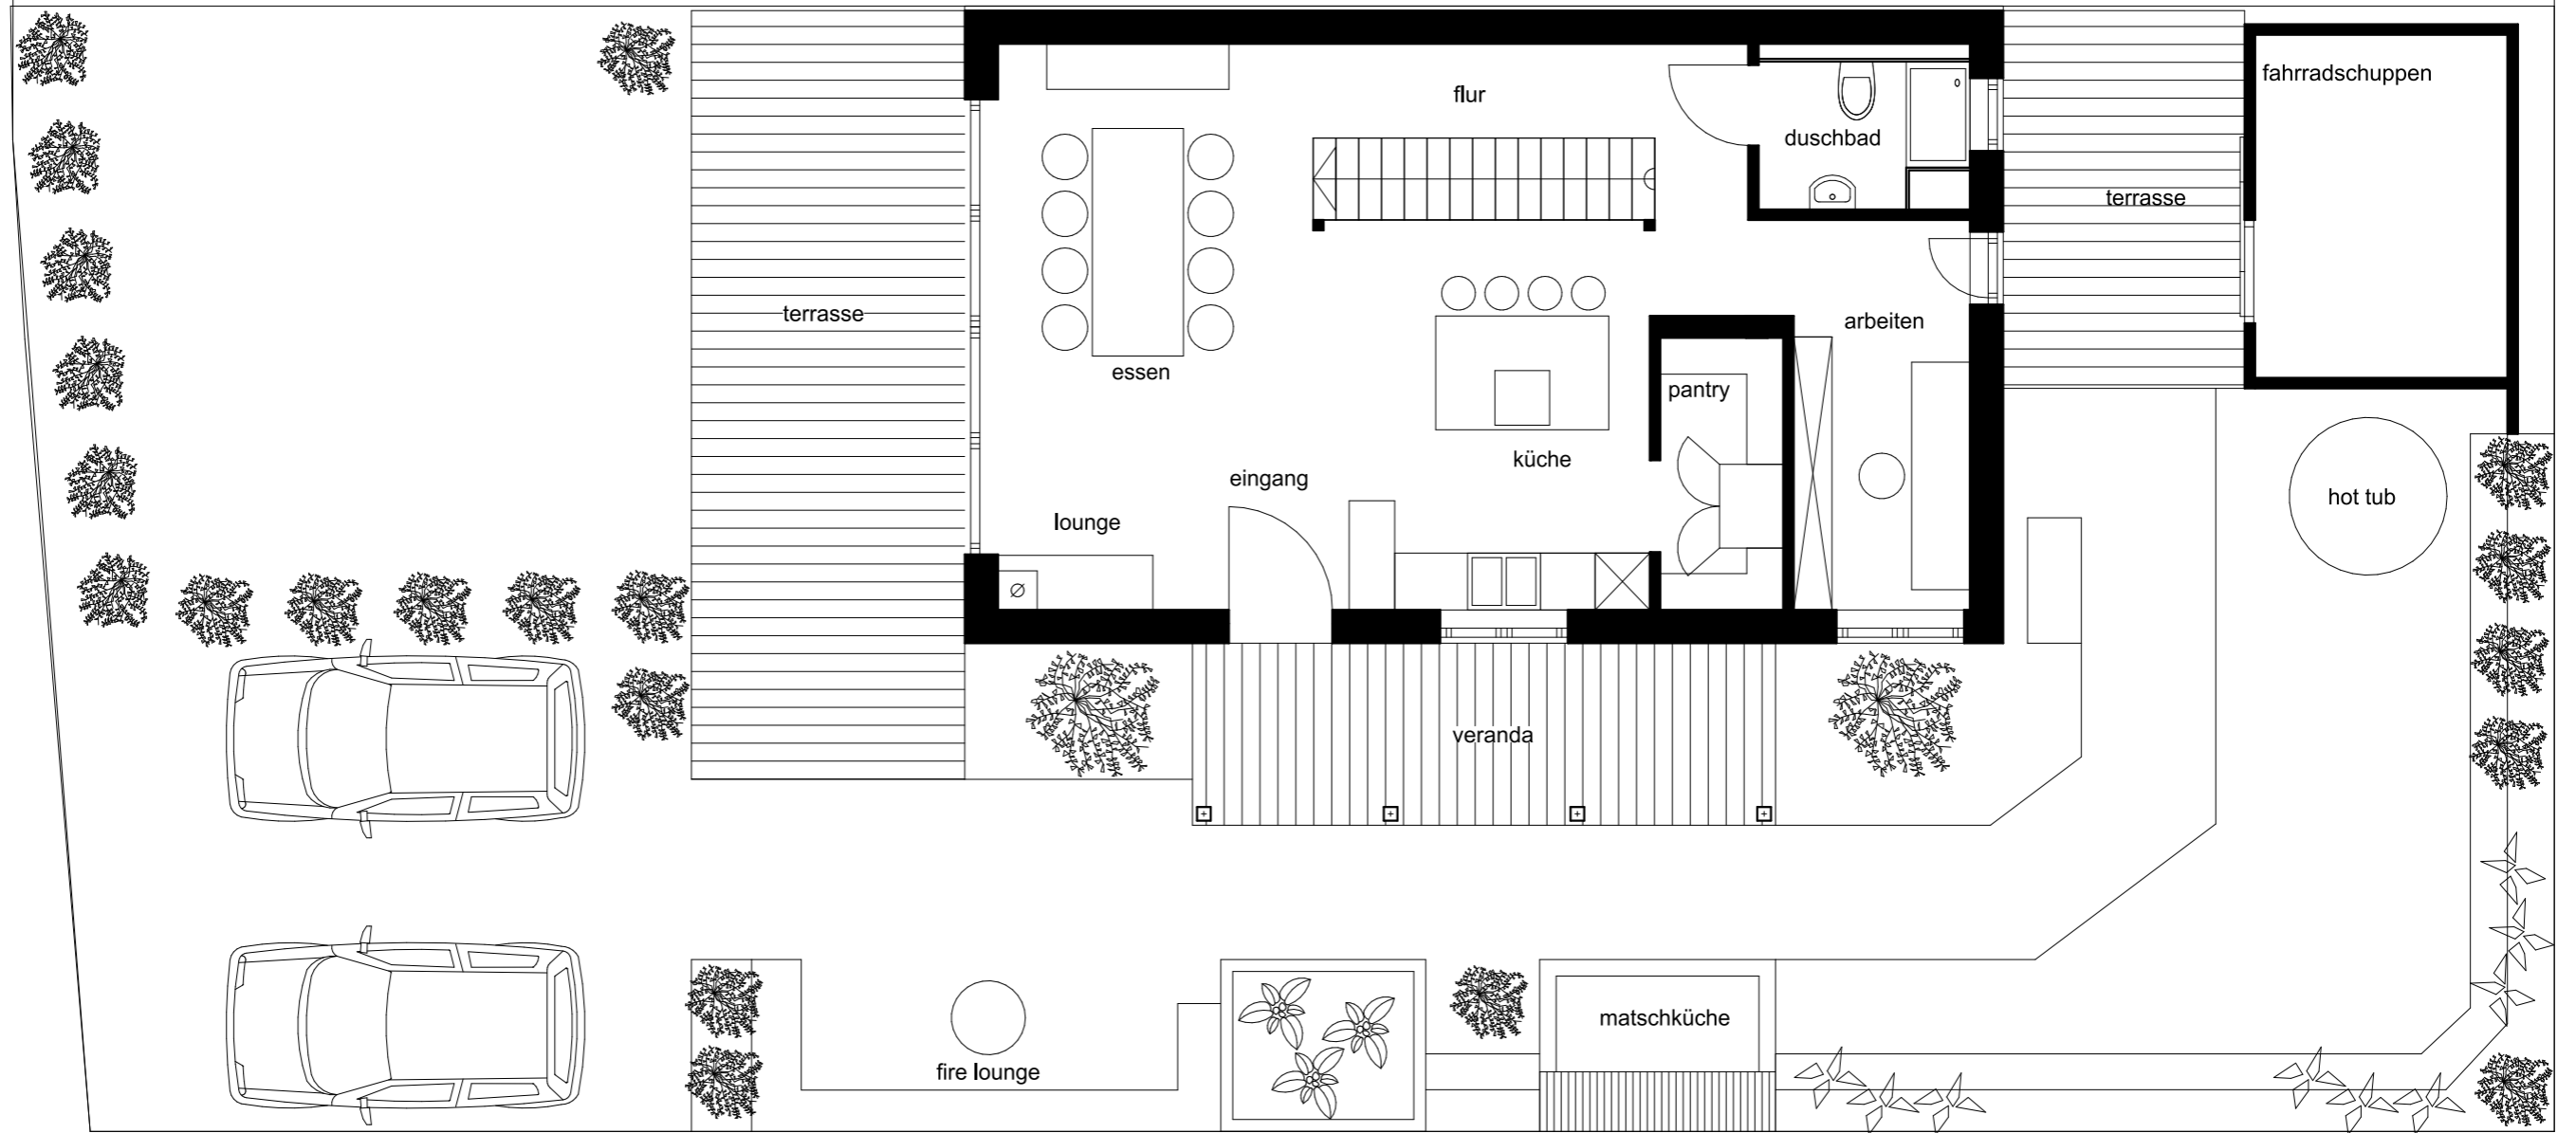 fahrradschuppen
flur
duschbad
terrasse
terrasse
arbeiten
essen
pantry
küche
eingang
hot tub
lounge
veranda
matschküche
fire lounge